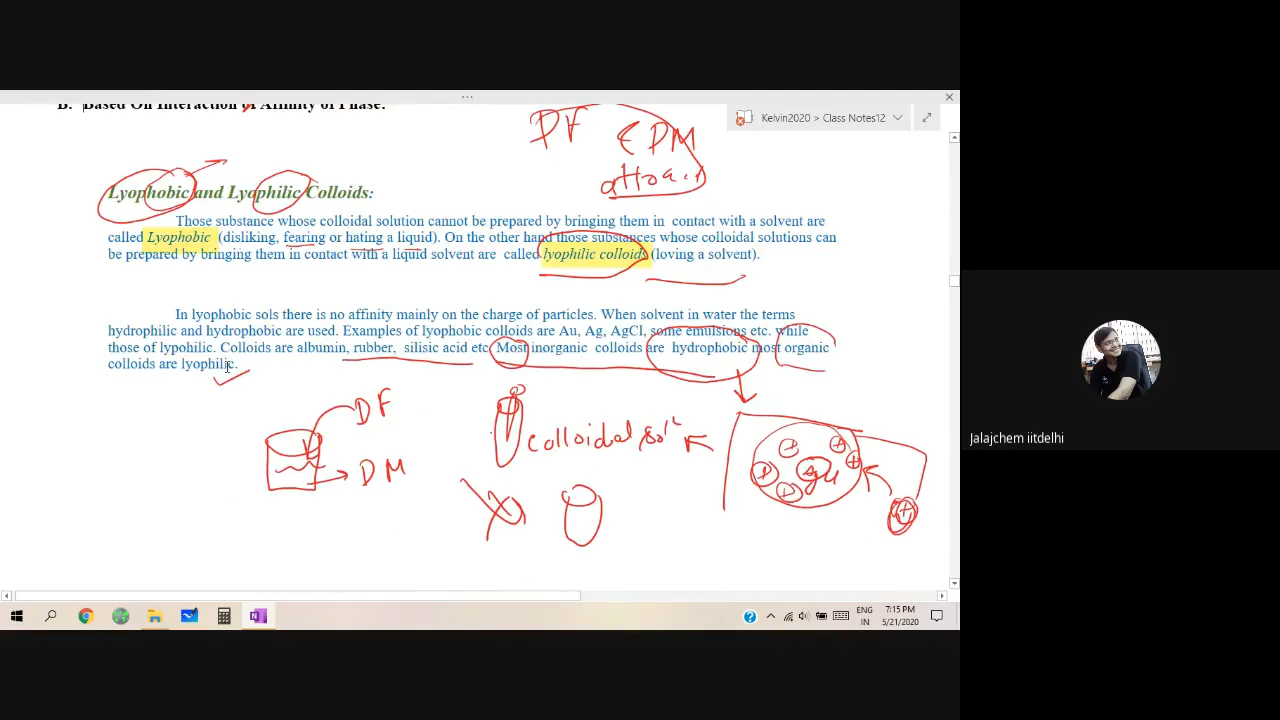 B. Based On Interaction of Affinity of Phase:
Kelvin2020 > Class Notes12
DF
DM
Lyophobic and Lyophilic Colloids:
Those substance whose colloidal solution cannot be prepared by bringing them in contact with a solvent are
called Lyophobic (disliking, fearing or hating a liquid). On the other hand those substances whose colloidal solutions can
be prepared by bringing them in contact with a liquid solvent are called lyophilic colloids (loving a solvent).
In lyophobic sols there is no affinity mainly on the charge of particles. When solvent in water the terms
hydrophilic and hydrophobic are used. Examples of lyophobic colloids are Au, Ag, AgCl, some emulsions etc. while
those of lypohilic. Colloids are albumin, rubber, silisic acid etc Most inorganic colloids are hydrophobic most organic
colloids are lyophilic.
DF
colloidal solⁿ
DM
Jalajchem iitdelhi
ENG
IN
7:15 PM
5/21/2020